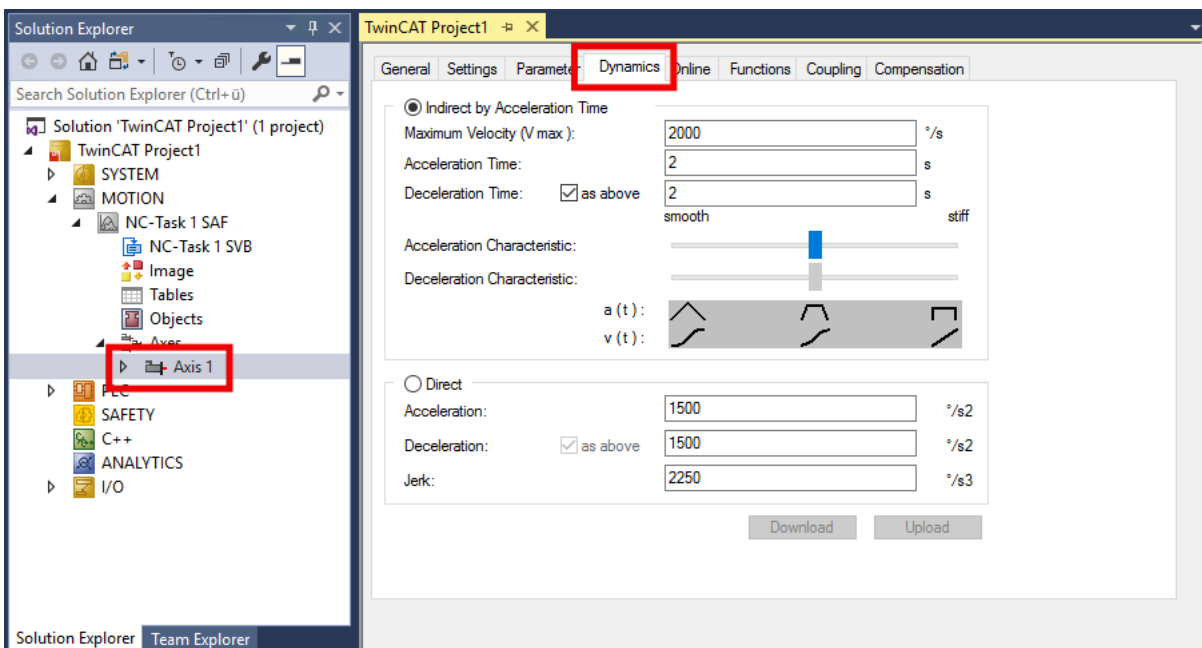 Solution Explorer
Search Solution Explorer (Ctrl+ü)
Solution 'TwinCAT Project1' (1 project)
TwinCAT Project1
SYSTEM
MOTION
NC-Task 1 SAF
NC-Task 1 SVB
Image
Tables
Objects
Axes
Axis 1
PLC
SAFETY
C++
ANALYTICS
I/O
Solution Explorer Team Explorer
TwinCAT Project1
General Settings Parameter Dynamics Online Functions Coupling Compensation
Indirect by Acceleration Time
Maximum Velocity (V max ): 2000 °/s
Acceleration Time: 2 s
Deceleration Time: as above 2 s
smooth stiff
Acceleration Characteristic:
Deceleration Characteristic:
a ( t ) :
v ( t ) :
Direct
Acceleration: 1500 °/s2
Deceleration: as above 1500 °/s2
Jerk: 2250 °/s3
Download Upload